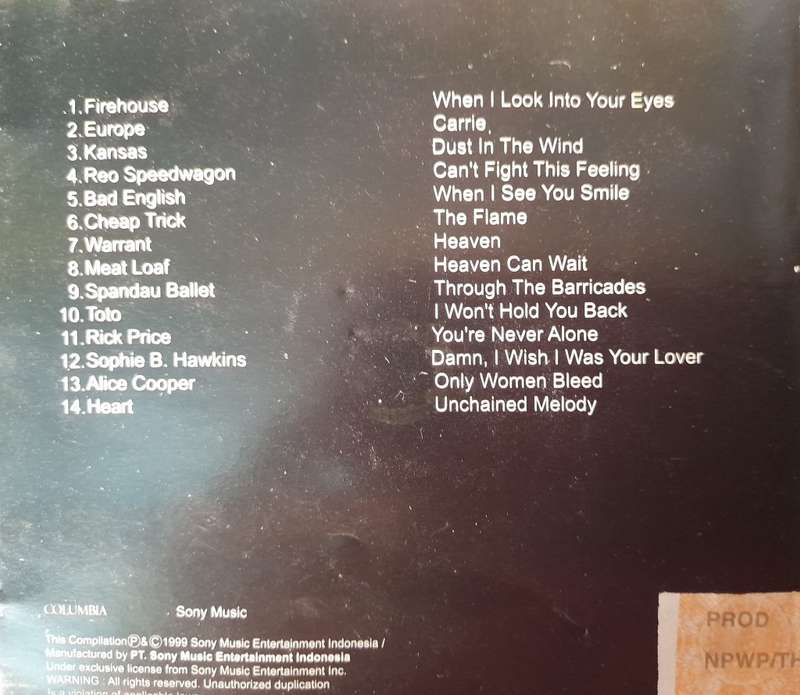 1. Firehouse When I Look Into Your Eyes
2. Europe Carrie
3. Kansas Dust In The Wind
4. Reo Speedwagon Can't Fight This Feeling
5. Bad English When I See You Smile
6. Cheap Trick The Flame
7. Warrant Heaven
8. Meat Loaf Heaven Can Wait
9. Spandau Ballet Through The Barricades
10. Toto I Won't Hold You Back
11. Rick Price You're Never Alone
12. Sophie B. Hawkins Damn, I Wish I Was Your Lover
13. Alice Cooper Only Women Bleed
14. Heart Unchained Melody
COLUMBIA Sony Music
This Compilation Ⓟ&©1999 Sony Music Entertainment Indonesia /
Manufactured by PT. Sony Music Entertainment Indonesia
Under exclusive license from Sony Music Entertainment Inc.
WARNING : All rights reserved. Unauthorized duplication
is a violation of applicable laws
PROD
NPWP/TH